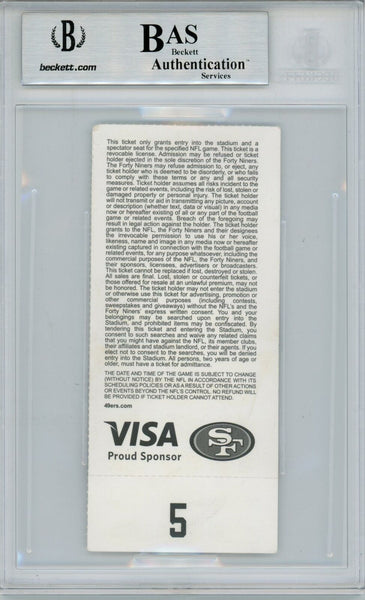 B
beckett.com
BAS
Beckett
Authentication™
Services
This ticket only grants entry into the stadium and a
spectator seat for the specified NFL game. This ticket is a
revocable license. Admission may be refused or ticket
holder ejected in the sole discretion of the Forty Niners.
The Forty Niners may refuse admission to, or eject, any
ticket holder who is deemed to be disorderly, or who fails
to comply with these terms or any and all security
measures. Ticket holder assumes all risks incident to the
game or related events, including the risk of lost, stolen or
damaged property or personal injury. The ticket holder
will not transmit or aid in transmitting any picture, account
or description (whether text, data or visual) in any media
now or hereafter existing of all or any part of the football
game or related events. Breach of the foregoing may
result in legal action against the holder. The ticket holder
grants to the NFL, the Forty Niners and their designees
the irrevocable permission to use his or her voice,
likeness, name and image in any media now or hereafter
existing captured in connection with the football game
or related events, for any purpose whatsoever, including the
commercial purposes of the NFL, the Forty Niners, and
their sponsors, licensees, advertisers or broadcasters.
This ticket cannot be replaced if lost, destroyed or stolen.
All sales are final. Lost, stolen or counterfeit tickets, or
those offered for resale at an unlawful premium, may not
be honored. The ticket holder may not enter the stadium
or otherwise use this ticket for advertising, promotion or
other commercial purposes (including contests,
sweepstakes and giveaways) without the NFL's and the
Forty Niners' express written consent. You and your
belongings may be searched upon entry into the
Stadium, and prohibited items may be confiscated. By
tendering this ticket and entering the Stadium, you
consent to such searches and waive any related claims
that you might have against the NFL, its member clubs,
their affiliates and stadium landlord, or their agents. If you
elect not to consent to the searches, you will be denied
entry into the Stadium. All persons, two years of age or
older, must have a ticket for admittance.
THE DATE AND TIME OF THE GAME IS SUBJECT TO CHANGE
(WITHOUT NOTICE) BY THE NFL IN ACCORDANCE WITH ITS
SCHEDULING POLICIES OR AS A RESULT OF OTHER ACTIONS
OR EVENTS BEYOND THE NFL'S CONTROL. NO REFUND WILL
BE PROVIDED IF TICKET HOLDER CANNOT ATTEND.
49ers.com
VISA
SF
Proud Sponsor
5